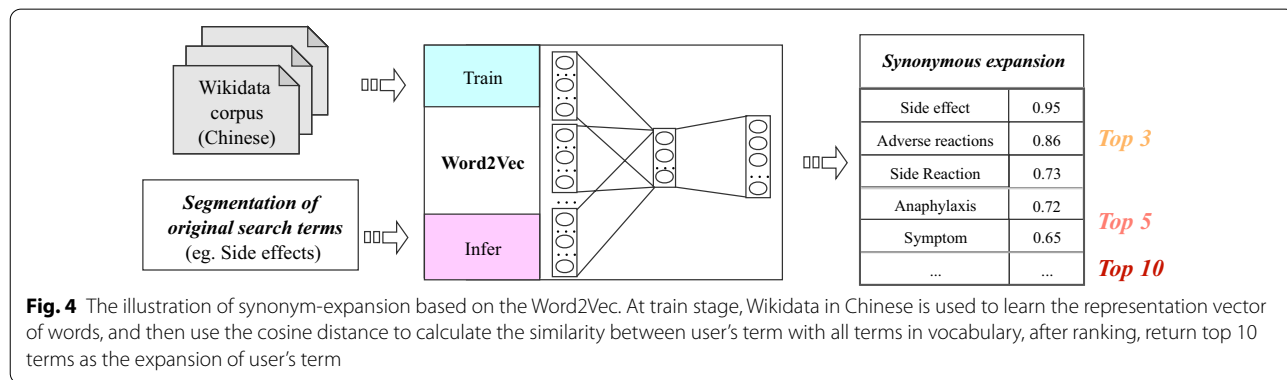 Wikidata
corpus
(Chinese)
Segmentation of
original search terms
(eg. Side effects)
Train
Word2Vec
Infer
...
Synonymous expansion
Side effect 0.95
Adverse reactions 0.86
Side Reaction 0.73
Anaphylaxis 0.72
Symptom 0.65
... ...
Top 3
Top 5
Top 10
Fig. 4 The illustration of synonym-expansion based on the Word2Vec. At train stage, Wikidata in Chinese is used to learn the representation vector
of words, and then use the cosine distance to calculate the similarity between user's term with all terms in vocabulary, after ranking, return top 10
terms as the expansion of user's term